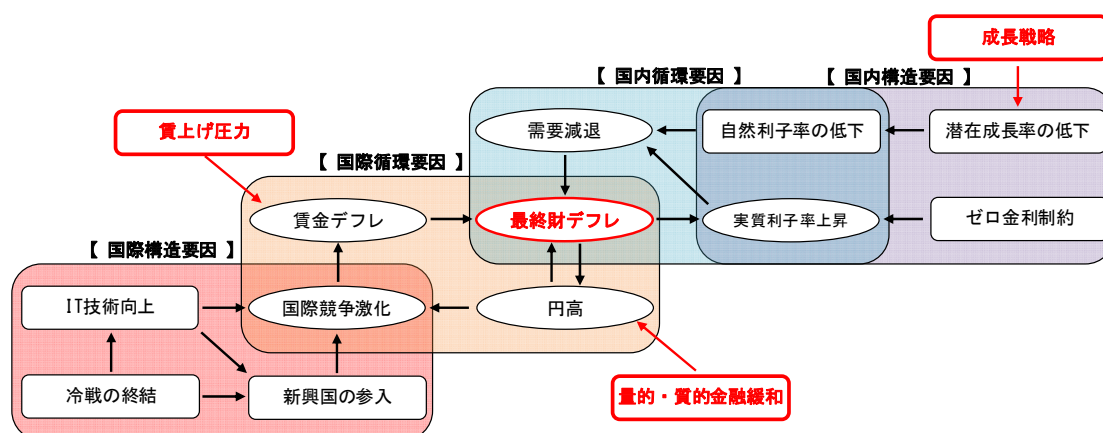 成長戦略
【 国内循環要因 】
【 国内構造要因 】
賃上げ圧力
需要減退
自然利子率の低下
潜在成長率の低下
【 国際循環要因 】
賃金デフレ
最終財デフレ
実質利子率上昇
ゼロ金利制約
【 国際構造要因 】
IT技術向上
国際競争激化
円高
冷戦の終結
新興国の参入
量的・質的金融緩和